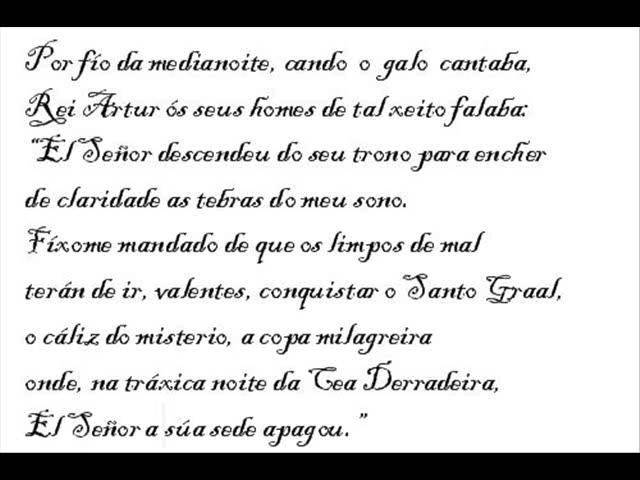 Por fío da medianoite, cando o galo cantaba,
Rei Artur ós seus homes de tal xeito falaba:
"El Señor descendeu do seu trono para encher
de claridade as tebras do meu sono.
Fíxome mandado de que os limpos de mal
terán de ir, valentes, conquistar o Santo Graal,
o cáliz do misterio, a copa milagreira
onde, na tráxica noite da Cea Derradeira,
El Señor a súa sede apagou."